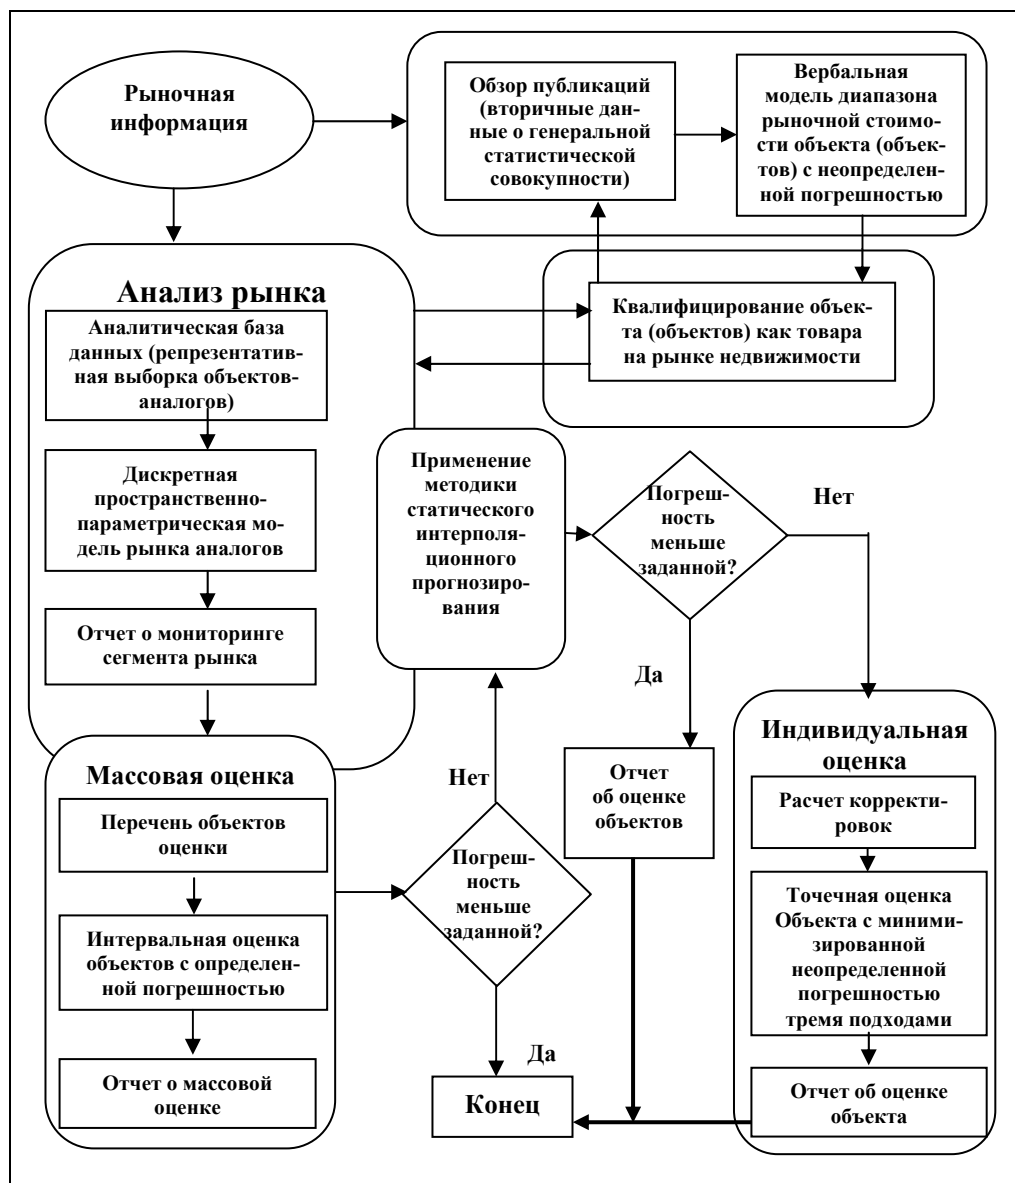 Рыночная
информация
Обзор публикаций
(вторичные дан-
ные о генеральной
статистической
совокупности)
Вербальная
модель диапазона
рыночной стоимо-
сти объекта (объек-
тов) с неопределен-
ной погрешностью
Анализ рынка
Аналитическая база
данных (репрезентатив-
ная выборка объектов-
аналогов)
Квалифицирование объек-
та (объектов) как товара
на рынке недвижимости
Дискретная
пространственно-
параметрическая мо-
дель рынка аналогов
Отчет о мониторинге
сегмента рынка
Применение
методики
статического
интерполя-
ционного
прогнозиро-
вания
Погреш-
ность
меньше
заданной?
Нет
Да
Массовая оценка
Перечень объектов
оценки
Интервальная оценка
объектов с определен-
ной погрешностью
Отчет о массовой
оценке
Нет
Погреш-
ность
меньше
заданной?
Да
Конец
Отчет
об оценке
объектов
Индивидуальная
оценка
Расчет корректи-
ровок
Точечная оценка
Объекта с миними-
зированной
неопределенной
погрешностью
тремя подходами
Отчет об оценке
объекта